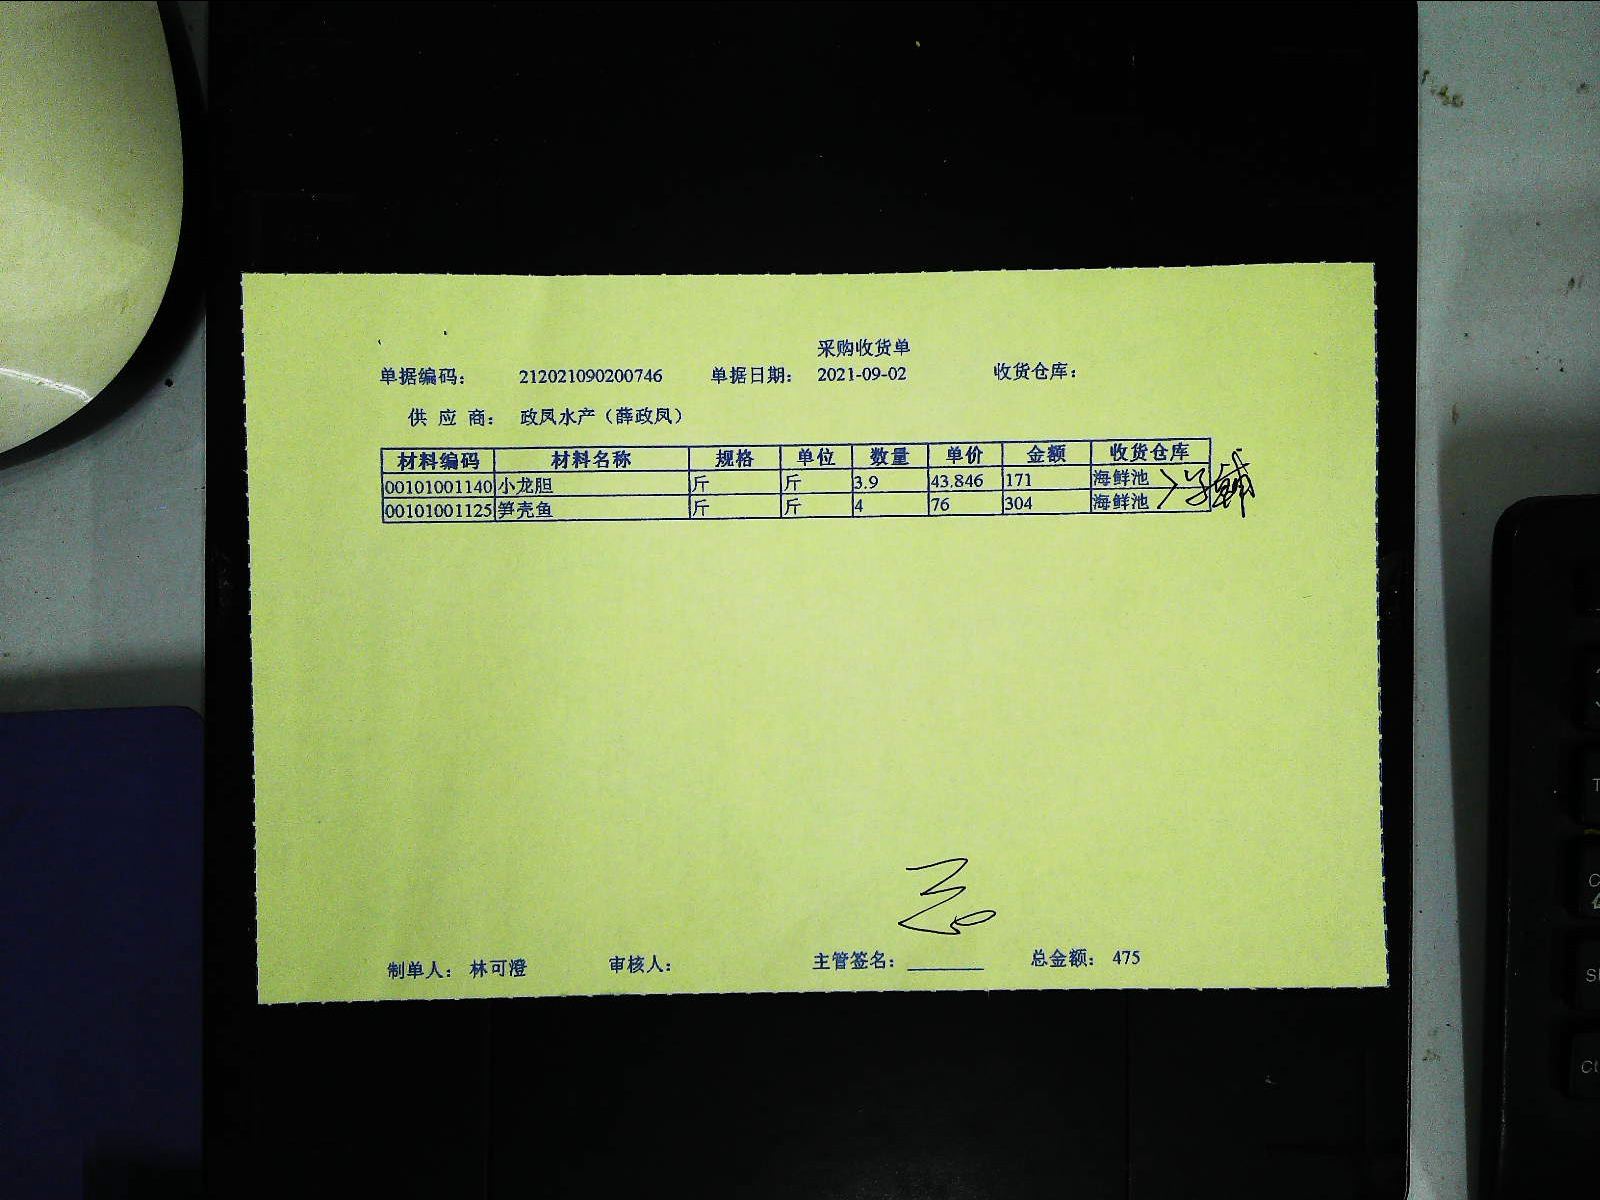 采购收货单
单据编码： 212021090200746 单据日期： 2021-09-02 收货仓库：
供 应 商： 政凤水产（薛政凤）
材料编码 材料名称 规格 单位 数量 单价 金额 收货仓库
00101001140 小龙胆 斤 斤 3.9 43.846 171 海鲜池
00101001125 笋壳鱼 斤 斤 4 76 304 海鲜池
制单人： 林可澄 审核人： 主管签名： 总金额： 475